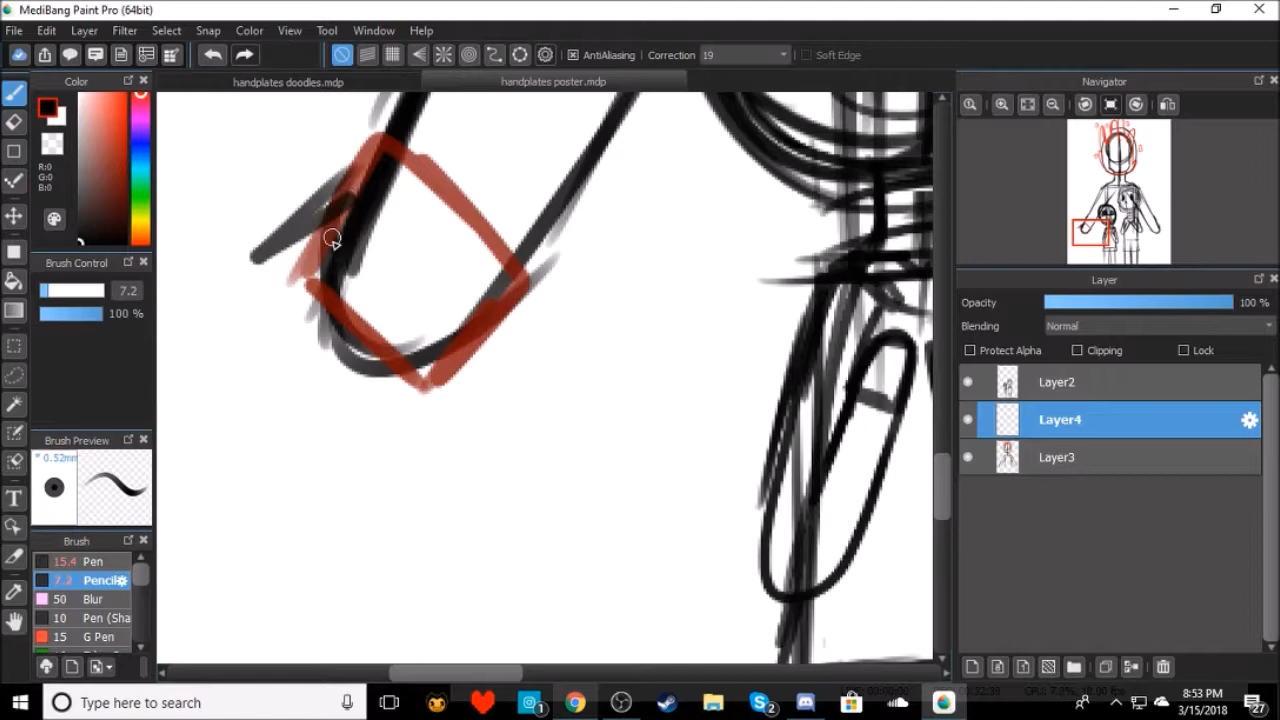 MediBang Paint Pro (64bit)
File Edit Layer Filter Select Snap Color View Tool Window Help
AntiAliasing Correction 19 Soft Edge
Color
handplates doodles.mdp
handplates poster.mdp
Navigator
R:0
G:0
B:0
Brush Control
7.2
100 %
Layer
Opacity 100 %
Blending Normal
Protect Alpha Clipping Lock
Layer2
Layer4
Layer3
Brush Preview
* 0.52mm
Brush
15.4 Pen
7.2 Pencil
50 Blur
10 Pen (Sha
15 G Pen
Type here to search
1
2
8:53 PM
3/15/2018
27